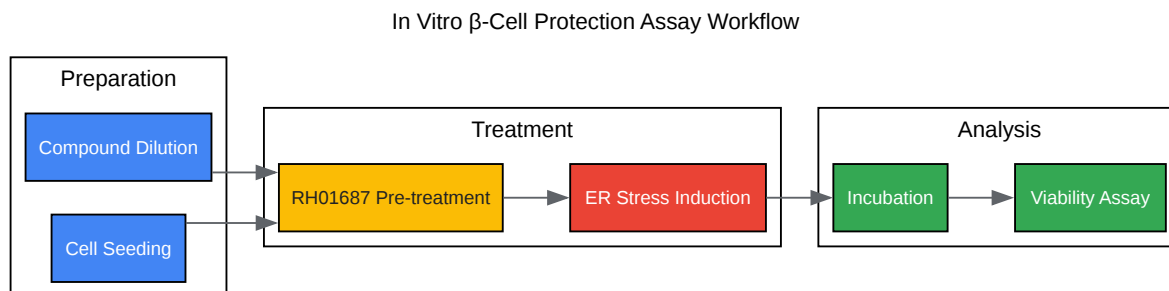 In Vitro β-Cell Protection Assay Workflow
Preparation
Compound Dilution
Cell Seeding
Treatment
RH01687 Pre-treatment
ER Stress Induction
Analysis
Incubation
Viability Assay